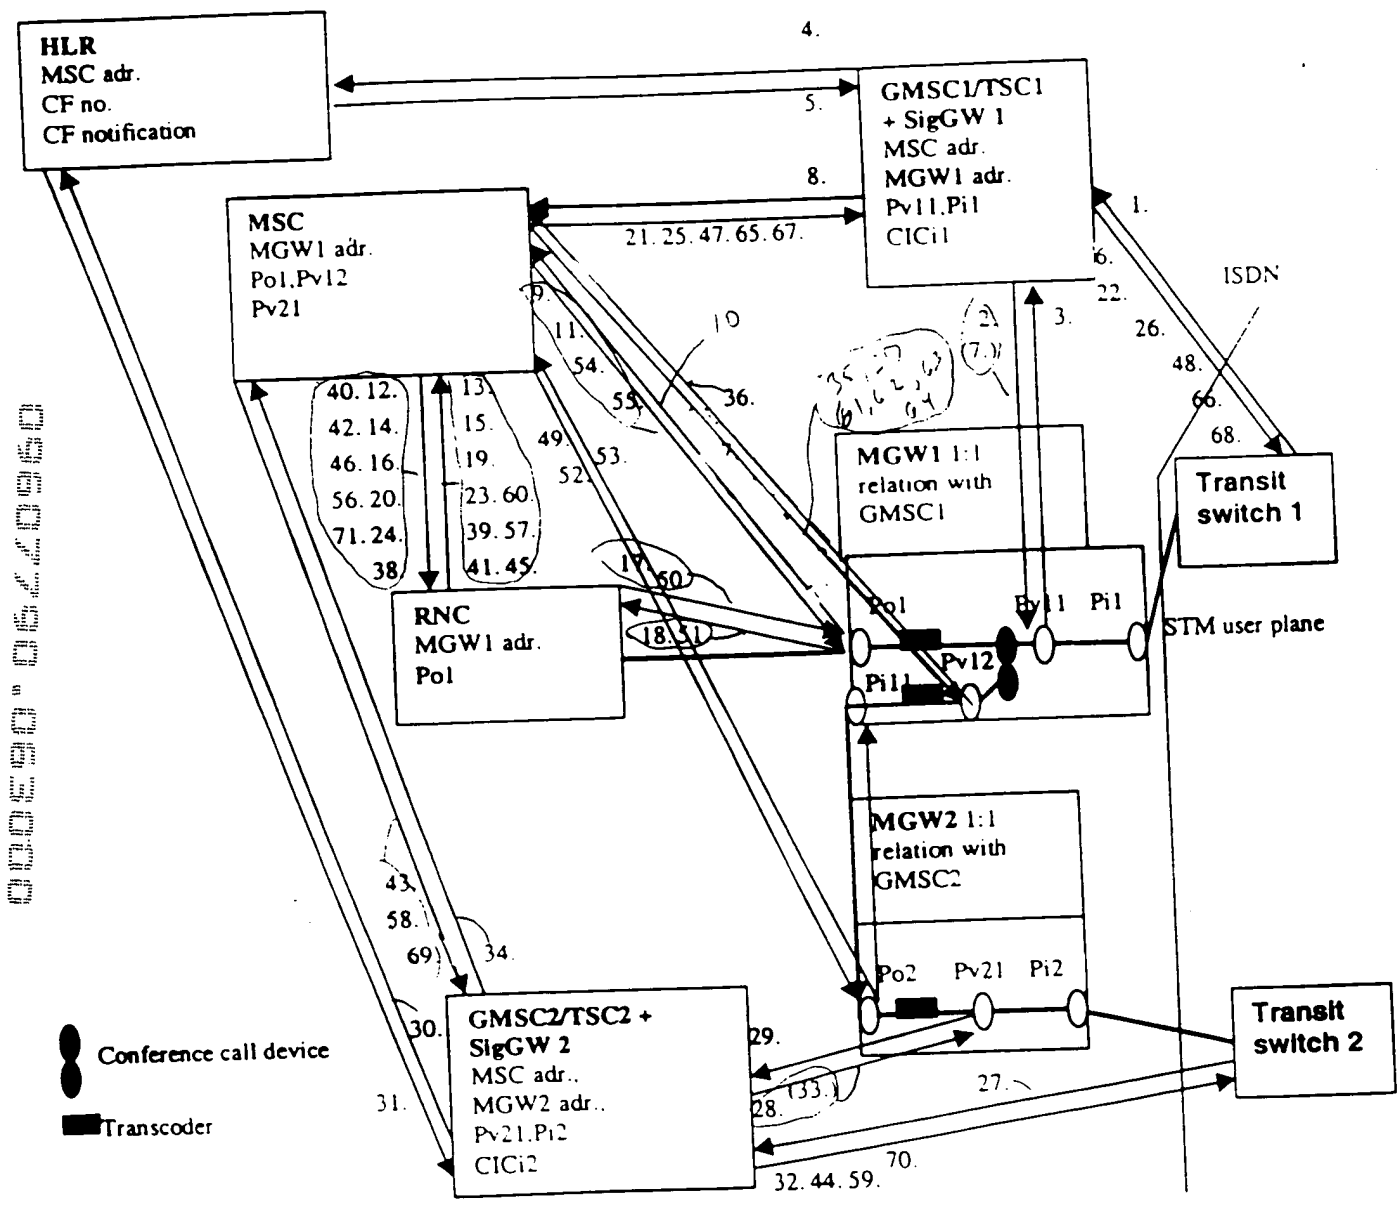 4.
HLR
MSC adr.
CF no.
CF notification
5.
GMSC1/TSC1
+ SigGW 1
MSC adr.
MGW1 adr.
Pv11,Pi1
CICi1
8.
1.
MSC
MGW1 adr.
Po1,Pv12
Pv21
21. 25. 47. 65. 67.
6.
22.
26.
48.
66.
68.
ISDN
9.
11.
54.
55.
10
2.
(7.)
3.
36.
40. 12.
42. 14.
46. 16.
56. 20.
71. 24.
38
13.
15.
19.
23. 60.
39. 57.
41. 45.
49.
52.
53.
MGW1 1:1
relation with
GMSC1
Transit
switch 1
17.
50.
18. 51
RNC
MGW1 adr.
Po1
Po1
Pv11
Pi1
STM user plane
Pv12
Pi11
MGW2 1:1
relation with
GMSC2
43.
58.
69.
34.
Po2
Pv21
Pi2
30.
31.
GMSC2/TSC2 +
SigGW 2
MSC adr..
MGW2 adr..
Pv21,Pi2
CICi2
29.
28.
(33.)
27.
Transit
switch 2
70.
32. 44. 59.
Conference call device
Transcoder